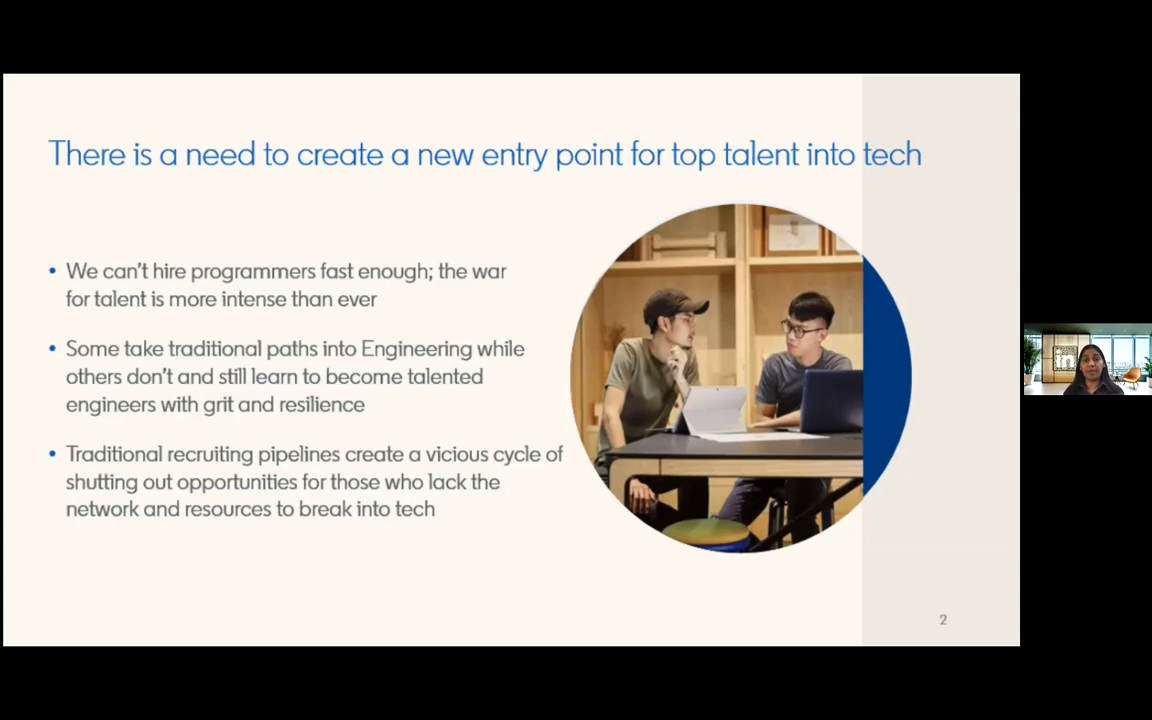 There is a need to create a new entry point for top talent into tech
• We can't hire programmers fast enough; the war
for talent is more intense than ever
• Some take traditional paths into Engineering while
others don't and still learn to become talented
engineers with grit and resilience
• Traditional recruiting pipelines create a vicious cycle of
shutting out opportunities for those who lack the
network and resources to break into tech
2